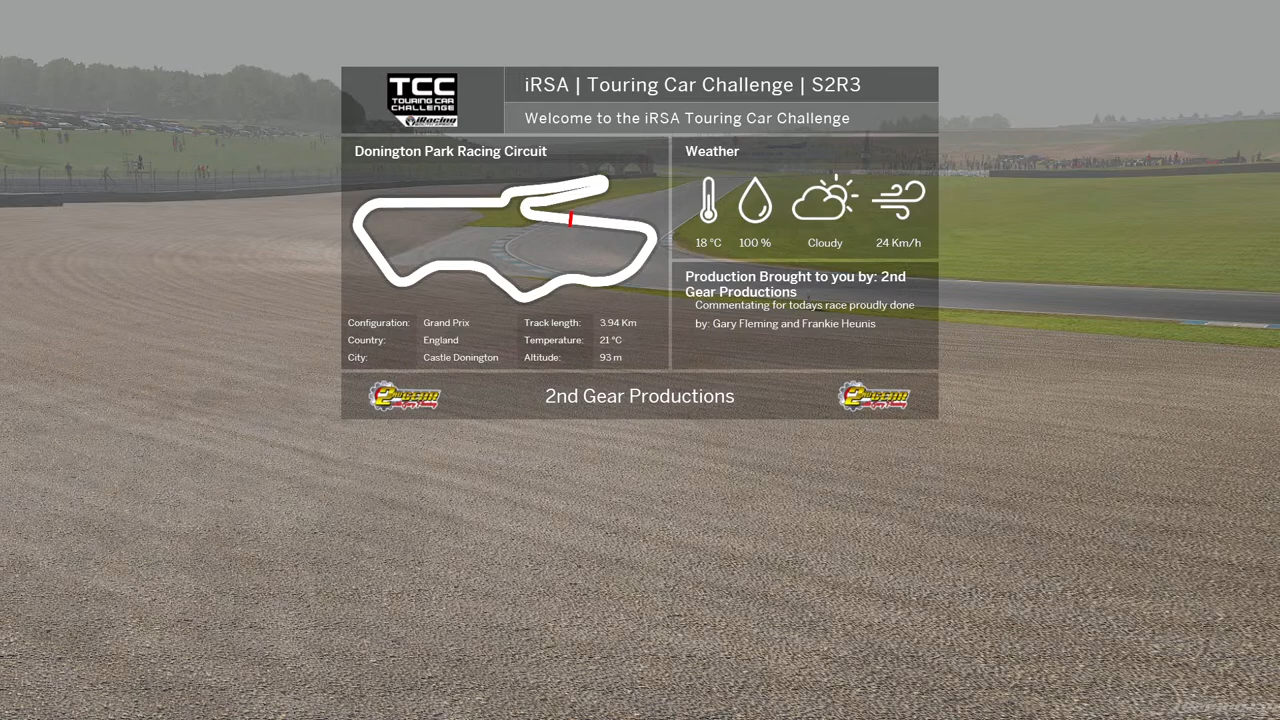 TCC
TOURING CAR
CHALLENGE
iRacing
iRSA | Touring Car Challenge | S2R3
Welcome to the iRSA Touring Car Challenge
Donington Park Racing Circuit
Configuration: Grand Prix Track length: 3.94 Km
Country: England Temperature: 21 °C
City: Castle Donington Altitude: 93 m
Weather
18 °C 100 % Cloudy 24 Km/h
Production Brought to you by: 2nd
Gear Productions
Commentating for todays race proudly done
by: Gary Fleming and Frankie Heunis
2nd Gear Productions